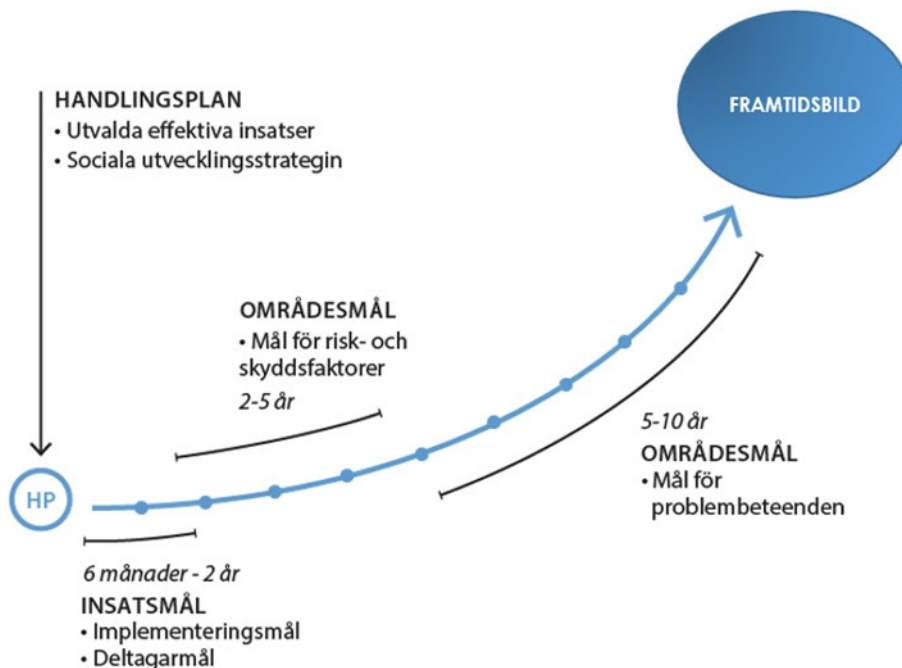 HANDLINGSPLAN
• Utvalda effektiva insatser
• Sociala utvecklingsstrategin
FRAMTIDSBILD
OMRÅDESMÅL
• Mål för risk- och
skyddsfaktorer
2-5 år
5-10 år
OMRÅDESMÅL
• Mål för
problembeteenden
HP
6 månader - 2 år
INSATSMÅL
• Implementeringsmål
• Deltagarmål